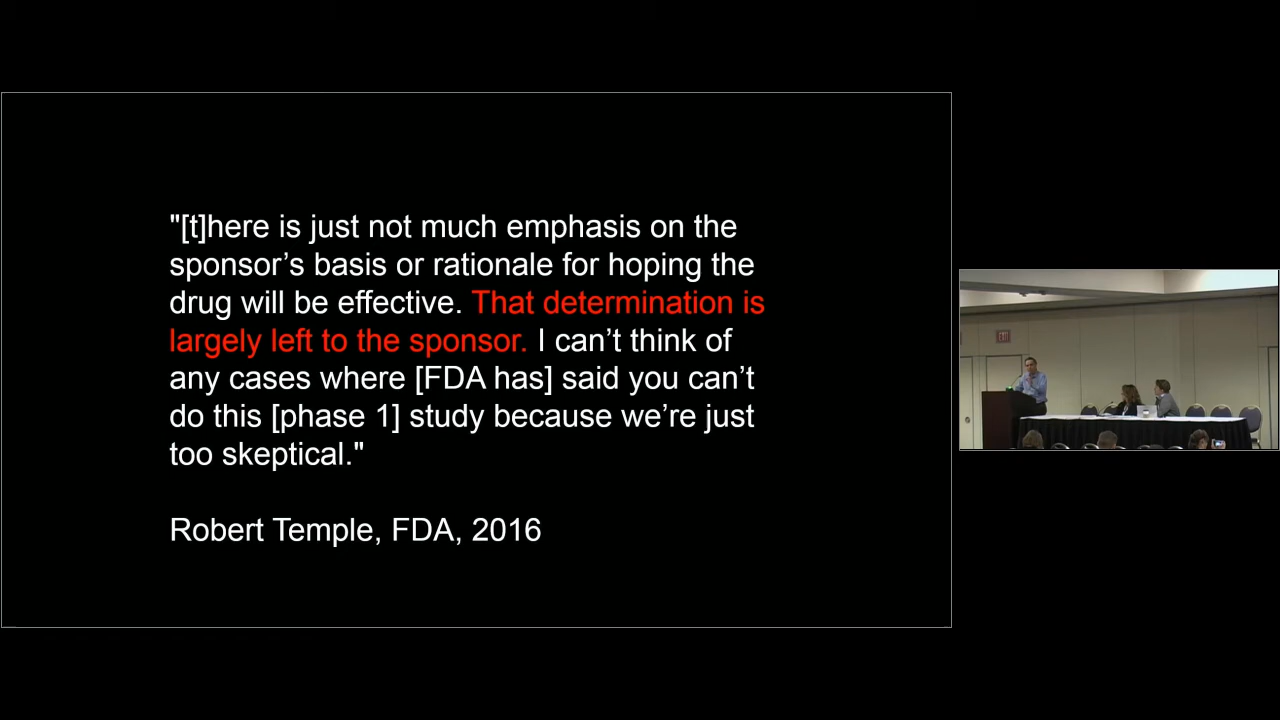 "[t]here is just not much emphasis on the
sponsor’s basis or rationale for hoping the
drug will be effective. That determination is
largely left to the sponsor. I can’t think of
any cases where [FDA has] said you can’t
do this [phase 1] study because we’re just
too skeptical."
Robert Temple, FDA, 2016